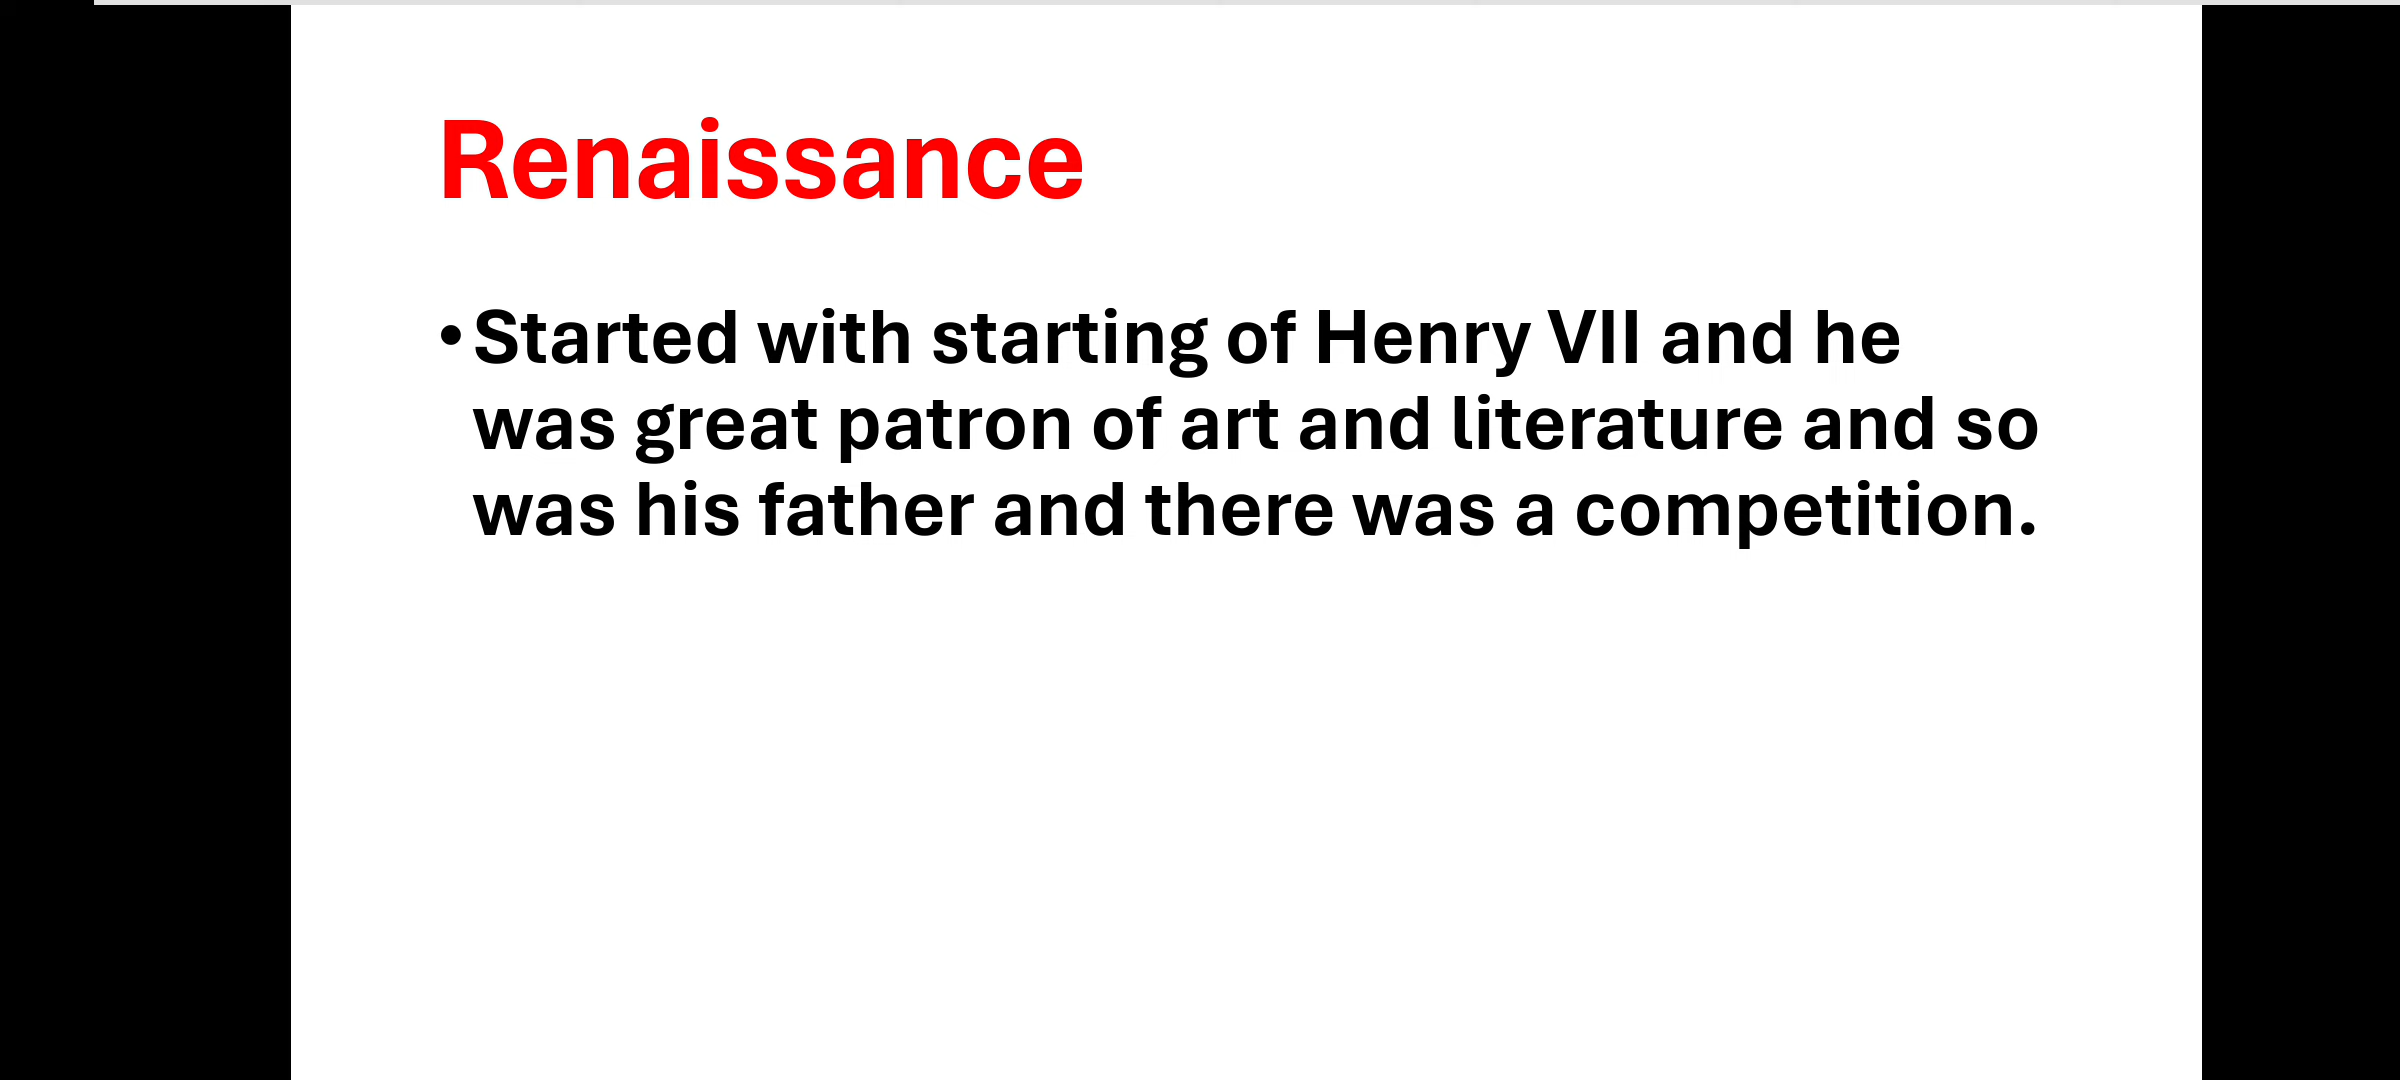 Renaissance
•Started with starting of Henry VII and he
was great patron of art and literature and so
was his father and there was a competition.